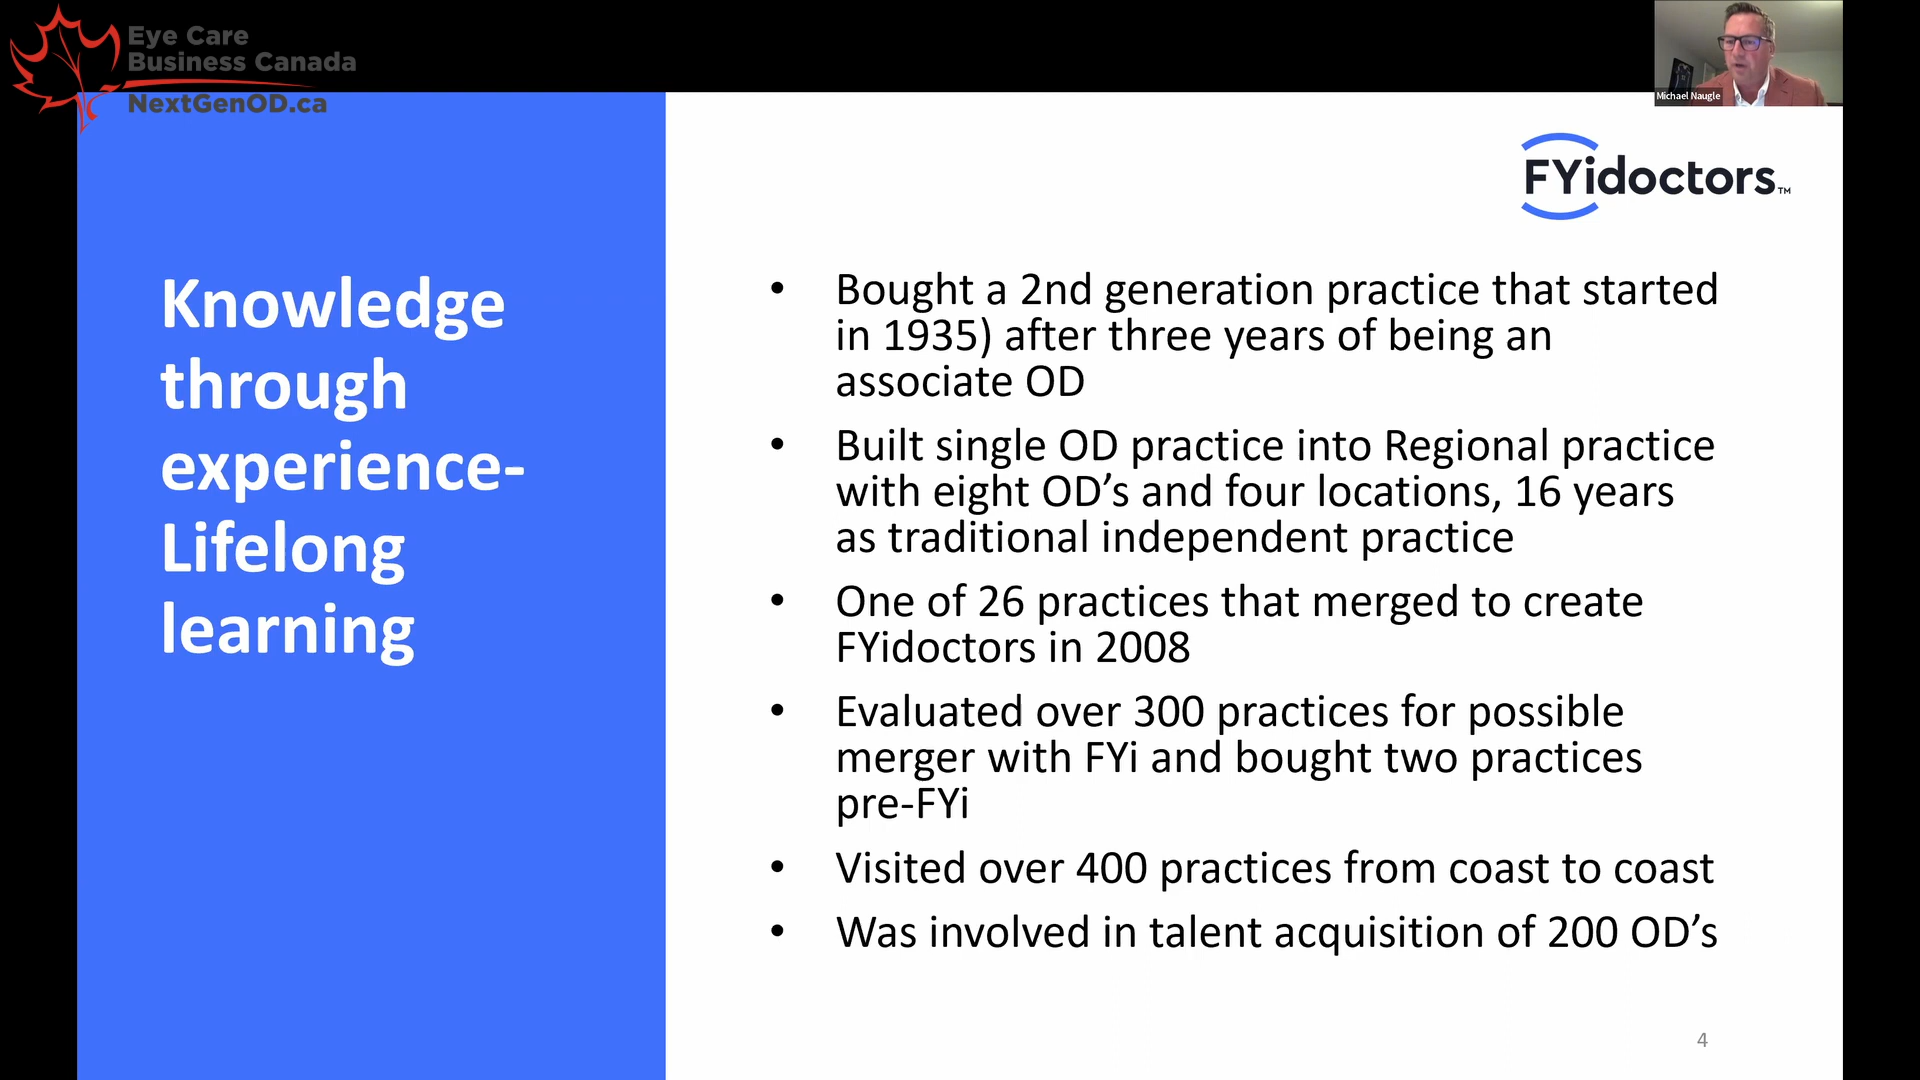 Eye Care
Business Canada
NextGenOD.ca
Michael Naugle
FYidoctors™
Knowledge
through
experience-
Lifelong
learning
• Bought a 2nd generation practice that started
in 1935) after three years of being an
associate OD
• Built single OD practice into Regional practice
with eight OD’s and four locations, 16 years
as traditional independent practice
• One of 26 practices that merged to create
FYidoctors in 2008
• Evaluated over 300 practices for possible
merger with FYi and bought two practices
pre-FYi
• Visited over 400 practices from coast to coast
• Was involved in talent acquisition of 200 OD’s
4